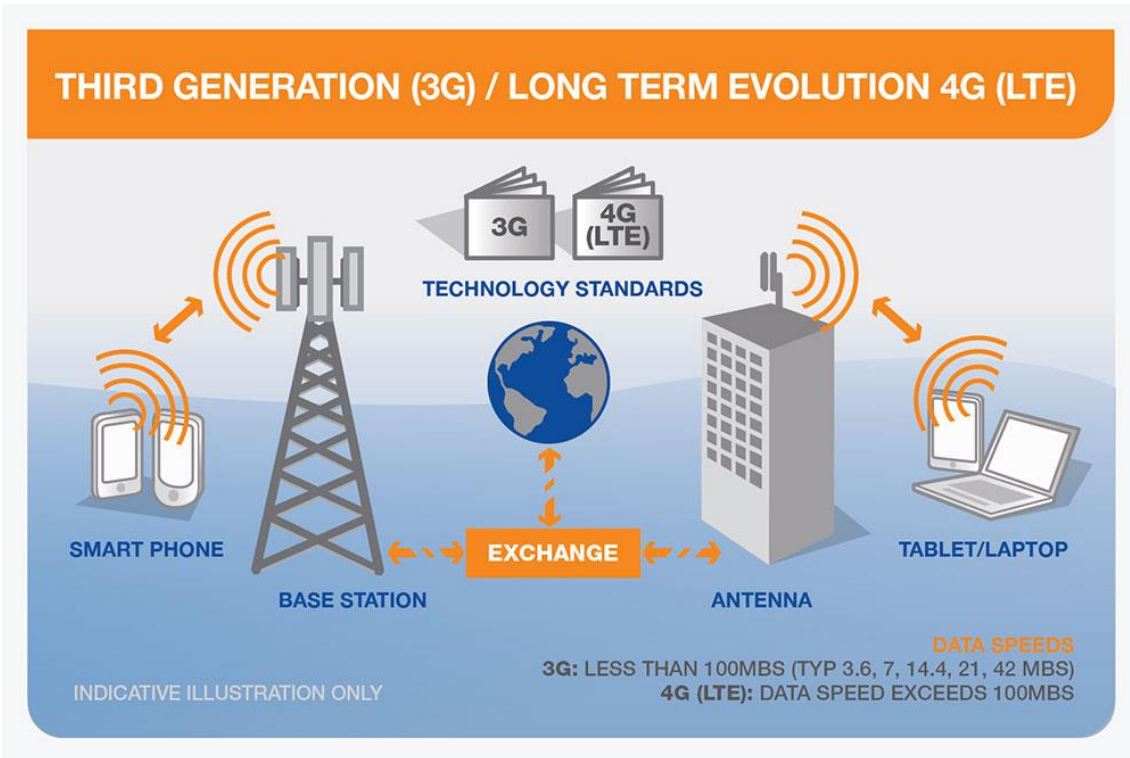 THIRD GENERATION (3G) / LONG TERM EVOLUTION 4G (LTE)
3G
4G
(LTE)
TECHNOLOGY STANDARDS
SMART PHONE
EXCHANGE
TABLET/LAPTOP
BASE STATION
ANTENNA
DATA SPEEDS
3G: LESS THAN 100MBS (TYP 3.6, 7, 14.4, 21, 42 MBS)
4G (LTE): DATA SPEED EXCEEDS 100MBS
INDICATIVE ILLUSTRATION ONLY